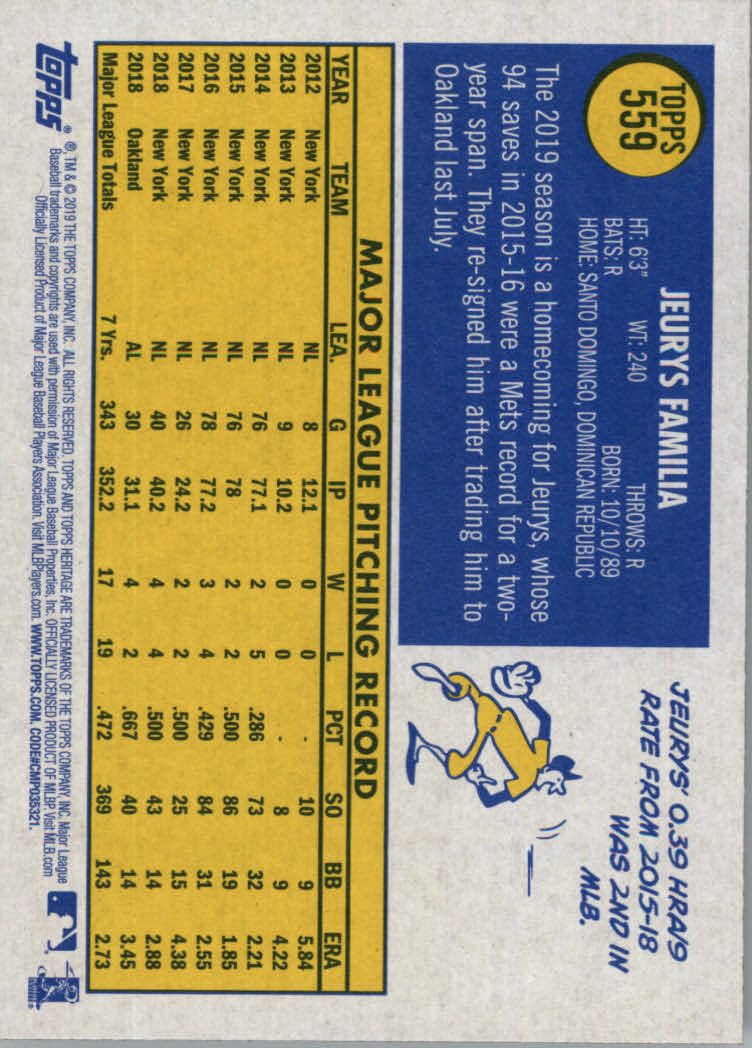 TOPPS
559
JEURYS FAMILIA
HT: 6'3" WT: 240 THROWS: R
BATS: R BORN: 10/10/89
HOME: SANTO DOMINGO, DOMINICAN REPUBLIC
The 2019 season is a homecoming for Jeurys, whose
94 saves in 2015-16 were a Mets record for a two-
year span. They re-signed him after trading him to
Oakland last July.
JEURYS' 0.39 HRA/9
RATE FROM 2015-18
WAS 2ND IN
MLB.
MAJOR LEAGUE PITCHING RECORD
YEAR TEAM LEA. G IP W L PCT SO BB ERA
2012 New York NL 8 12.1 0 0 - 10 9 5.84
2013 New York NL 9 10.2 0 0 - 8 9 4.22
2014 New York NL 76 77.1 2 5 .286 73 32 2.21
2015 New York NL 76 78 2 2 .500 86 19 1.85
2016 New York NL 78 77.2 3 4 .429 84 31 2.55
2017 New York NL 26 24.2 2 2 .500 25 15 4.38
2018 New York NL 40 40.2 4 4 .500 43 14 2.88
2018 Oakland AL 30 31.1 4 2 .667 40 14 3.45
Major League Totals 7 Yrs. 343 352.2 17 19 .472 369 143 2.73
topps®
®, TM & © 2019 THE TOPPS COMPANY, INC. ALL RIGHTS RESERVED. TOPPS AND TOPPS HERITAGE ARE TRADEMARKS OF THE TOPPS COMPANY, INC. Major League
Baseball trademarks and copyrights are used with permission of Major League Baseball Properties, Inc. OFFICIALLY LICENSED PRODUCT OF MLBP. Visit MLB.com
Officially Licensed Product of Major League Baseball Players Association. Visit MLBPlayers.com. WWW.TOPPS.COM. CODE#CMP035321.